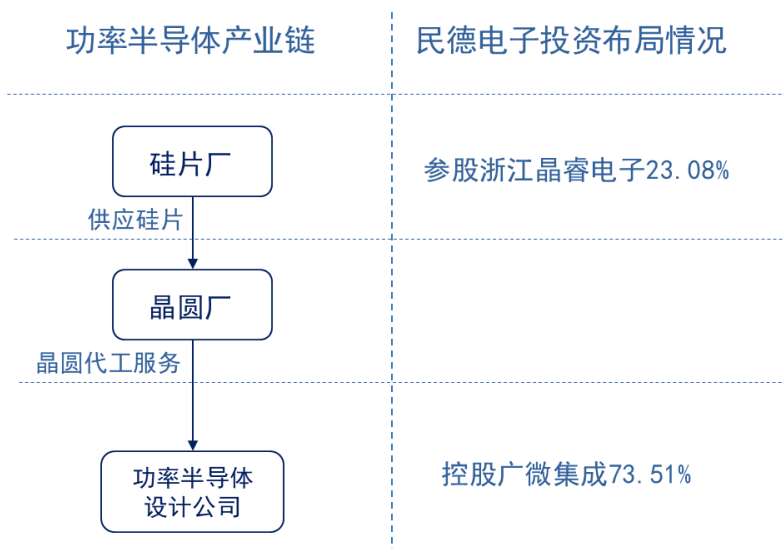 功率半导体产业链
民德电子投资布局情况
硅片厂
参股浙江晶睿电子23.08%
供应硅片
晶圆厂
晶圆代工服务
功率半导体
设计公司
控股广微集成73.51%